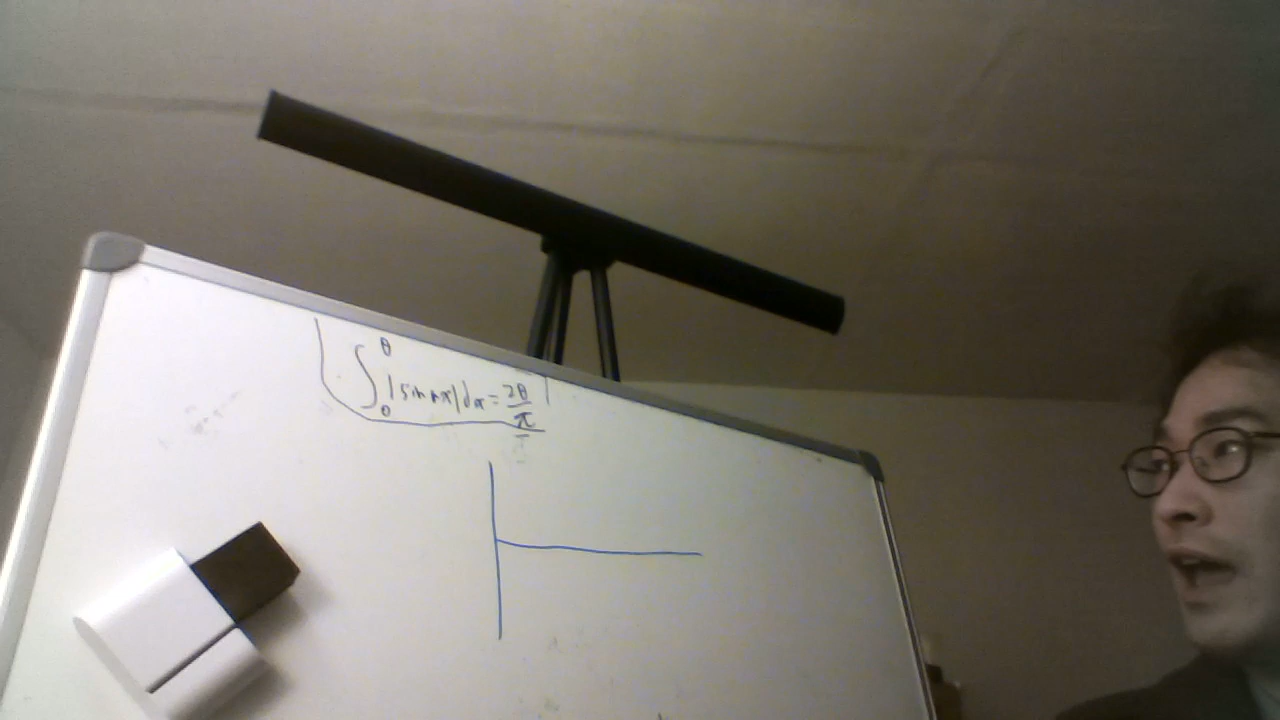 ∫₀^θ |sin nx| dx = 2θ/π